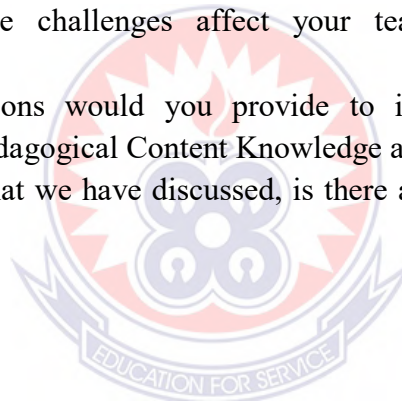 e challenges affect your tea
ons would you provide to i
dagogical Content Knowledge a
at we have discussed, is there a
EDUCATION FOR SERVICE